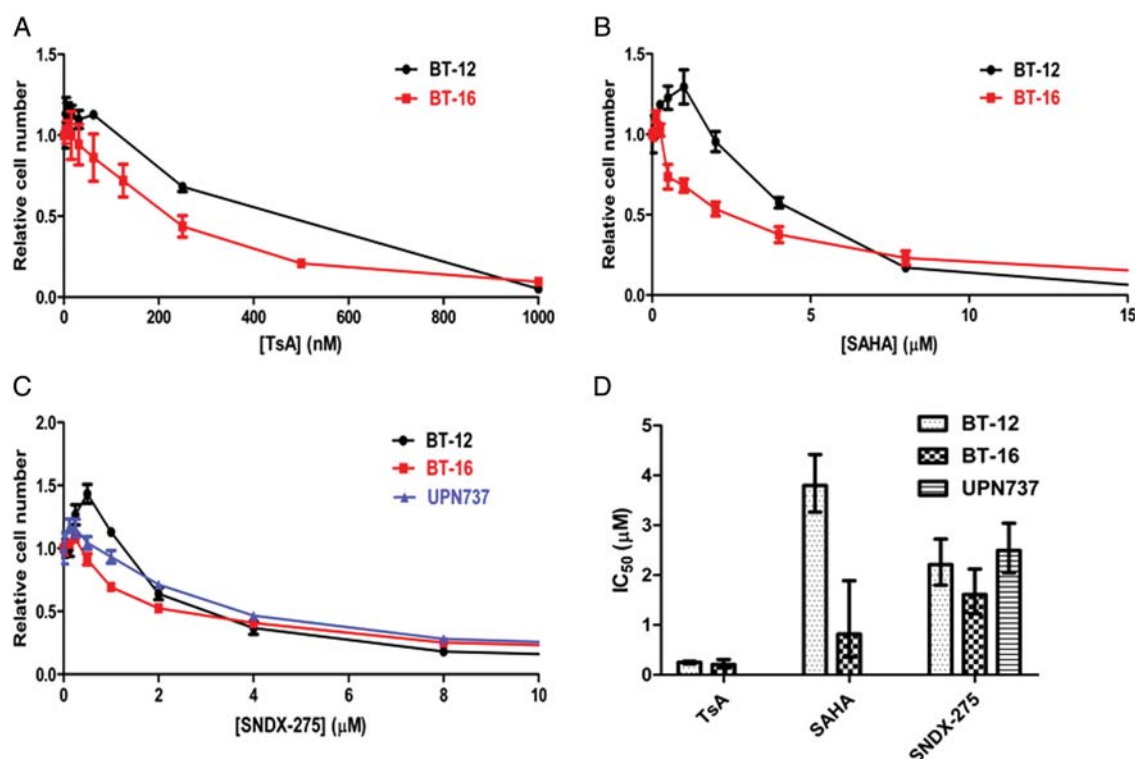 A
1.5
1.0
0.5
0.0
Relative cell number
BT-12
BT-16
0
200
400
600
800
1000
[TsA] (nM)
B
1.5
1.0
0.5
0.0
Relative cell number
BT-12
BT-16
0
5
10
15
[SAHA] (μM)
C
2.0
1.5
1.0
0.5
0.0
Relative cell number
BT-12
BT-16
UPN737
0
2
4
6
8
10
[SNDX-275] (μM)
D
5
4
3
2
1
0
IC50 (μM)
BT-12
BT-16
UPN737
TsA
SAHA
SNDX-275